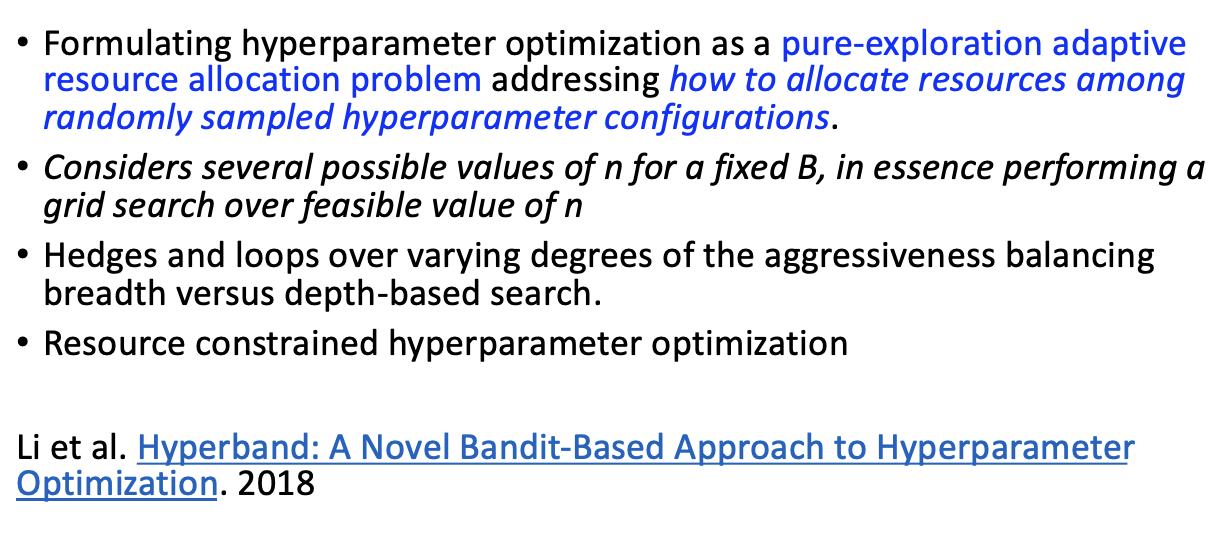 • Formulating hyperparameter optimization as a pure-exploration adaptive
resource allocation problem addressing how to allocate resources among
randomly sampled hyperparameter configurations.
• Considers several possible values of n for a fixed B, in essence performing a
grid search over feasible value of n
• Hedges and loops over varying degrees of the aggressiveness balancing
breadth versus depth-based search.
• Resource constrained hyperparameter optimization
Li et al. Hyperband: A Novel Bandit-Based Approach to Hyperparameter
Optimization. 2018